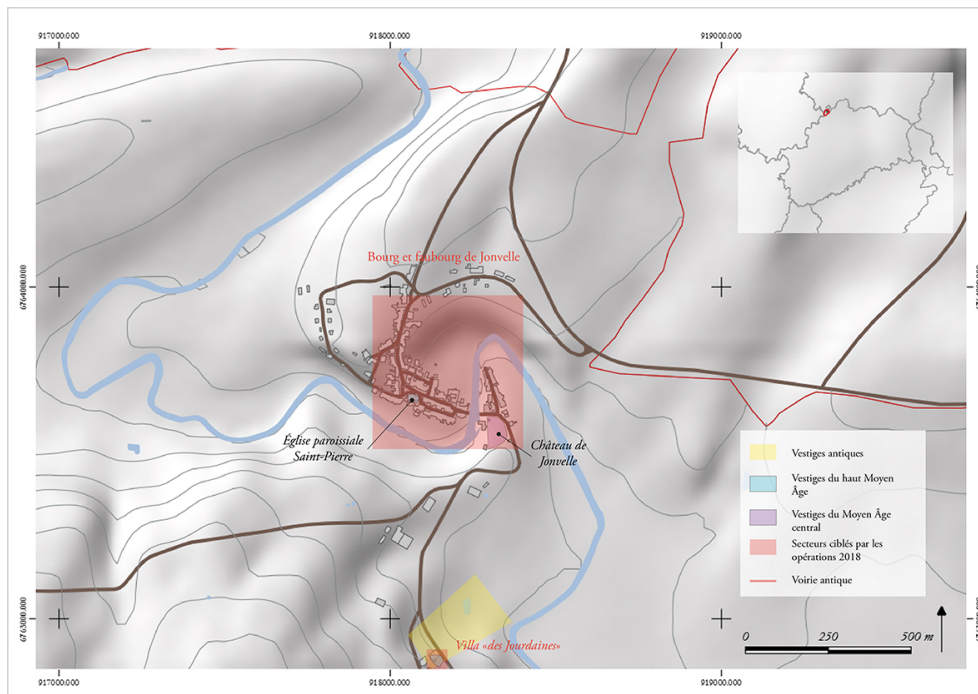 917000.000
918000.000
919000.000
6764000.000
Bourg et faubourg de Jonvelle
Église paroissiale
Saint-Pierre
Château de
Jonvelle
Vestiges antiques
Vestiges du haut Moyen
Âge
Vestiges du Moyen Âge
central
Secteurs ciblés par les
opérations 2018
Voirie antique
6763000.000
Villa «des Jourdaines»
0
250
500 m
917000.000
918000.000
919000.000